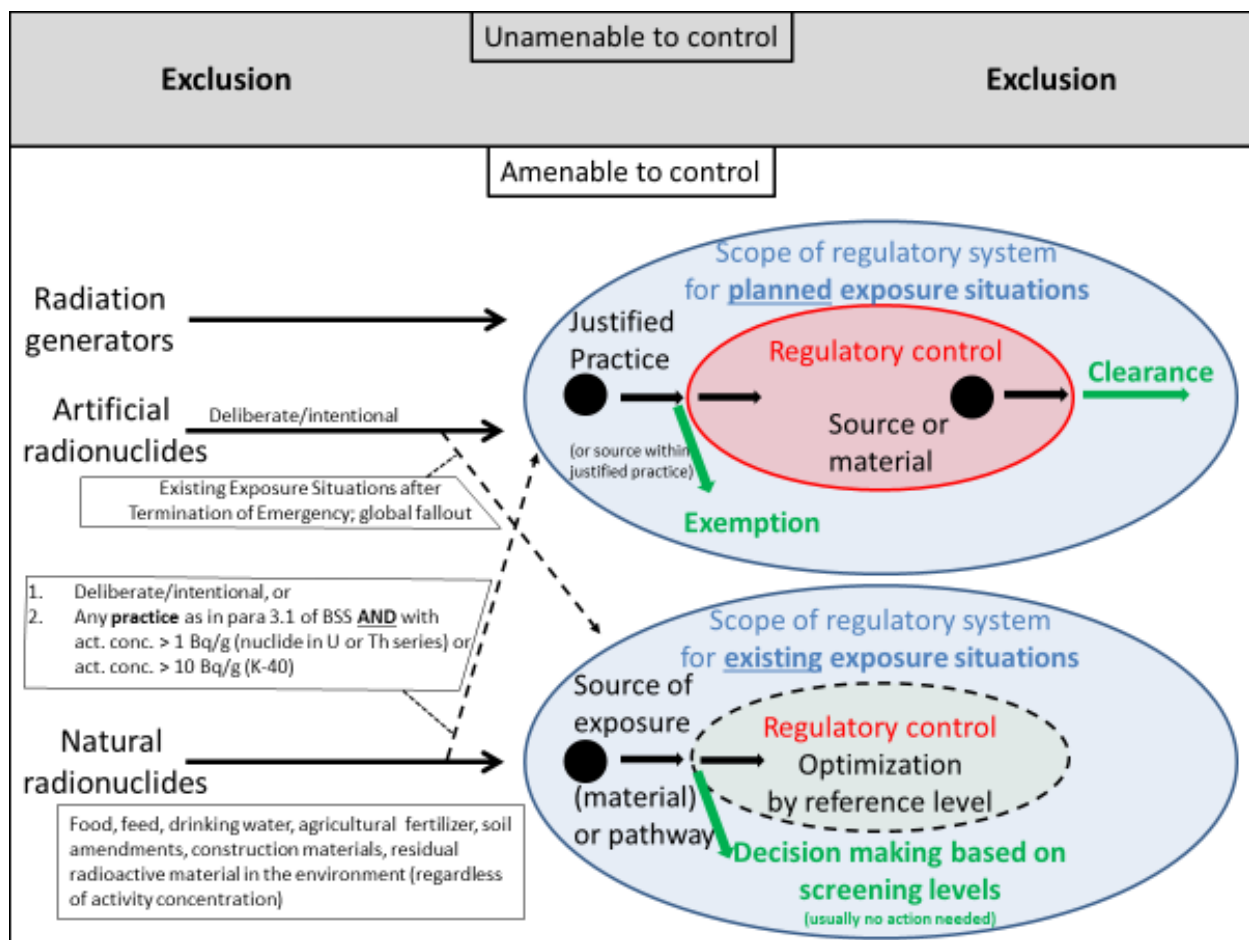 Unamenable to control
Exclusion
Exclusion
Amenable to control
Scope of regulatory system
for planned exposure situations
Radiation
generators
Justified
Practice
Regulatory control
Clearance
Artificial
radionuclides
Deliberate/intentional
(or source within
justified practice)
Source or
material
Exemption
Existing Exposure Situations after
Termination of Emergency; global fallout
1. Deliberate/intentional, or
2. Any practice as in para 3.1 of BSS AND with
act. conc. > 1 Bq/g (nuclide in U or Th series) or
act. conc. > 10 Bq/g (K-40)
Scope of regulatory system
for existing exposure situations
Natural
radionuclides
Source of
exposure
(material)
or pathway
Regulatory control
Optimization
by reference level
Food, feed, drinking water, agricultural fertilizer, soil
amendments, construction materials, residual
radioactive material in the environment (regardless
of activity concentration)
Decision making based on
screening levels
(usually no action needed)